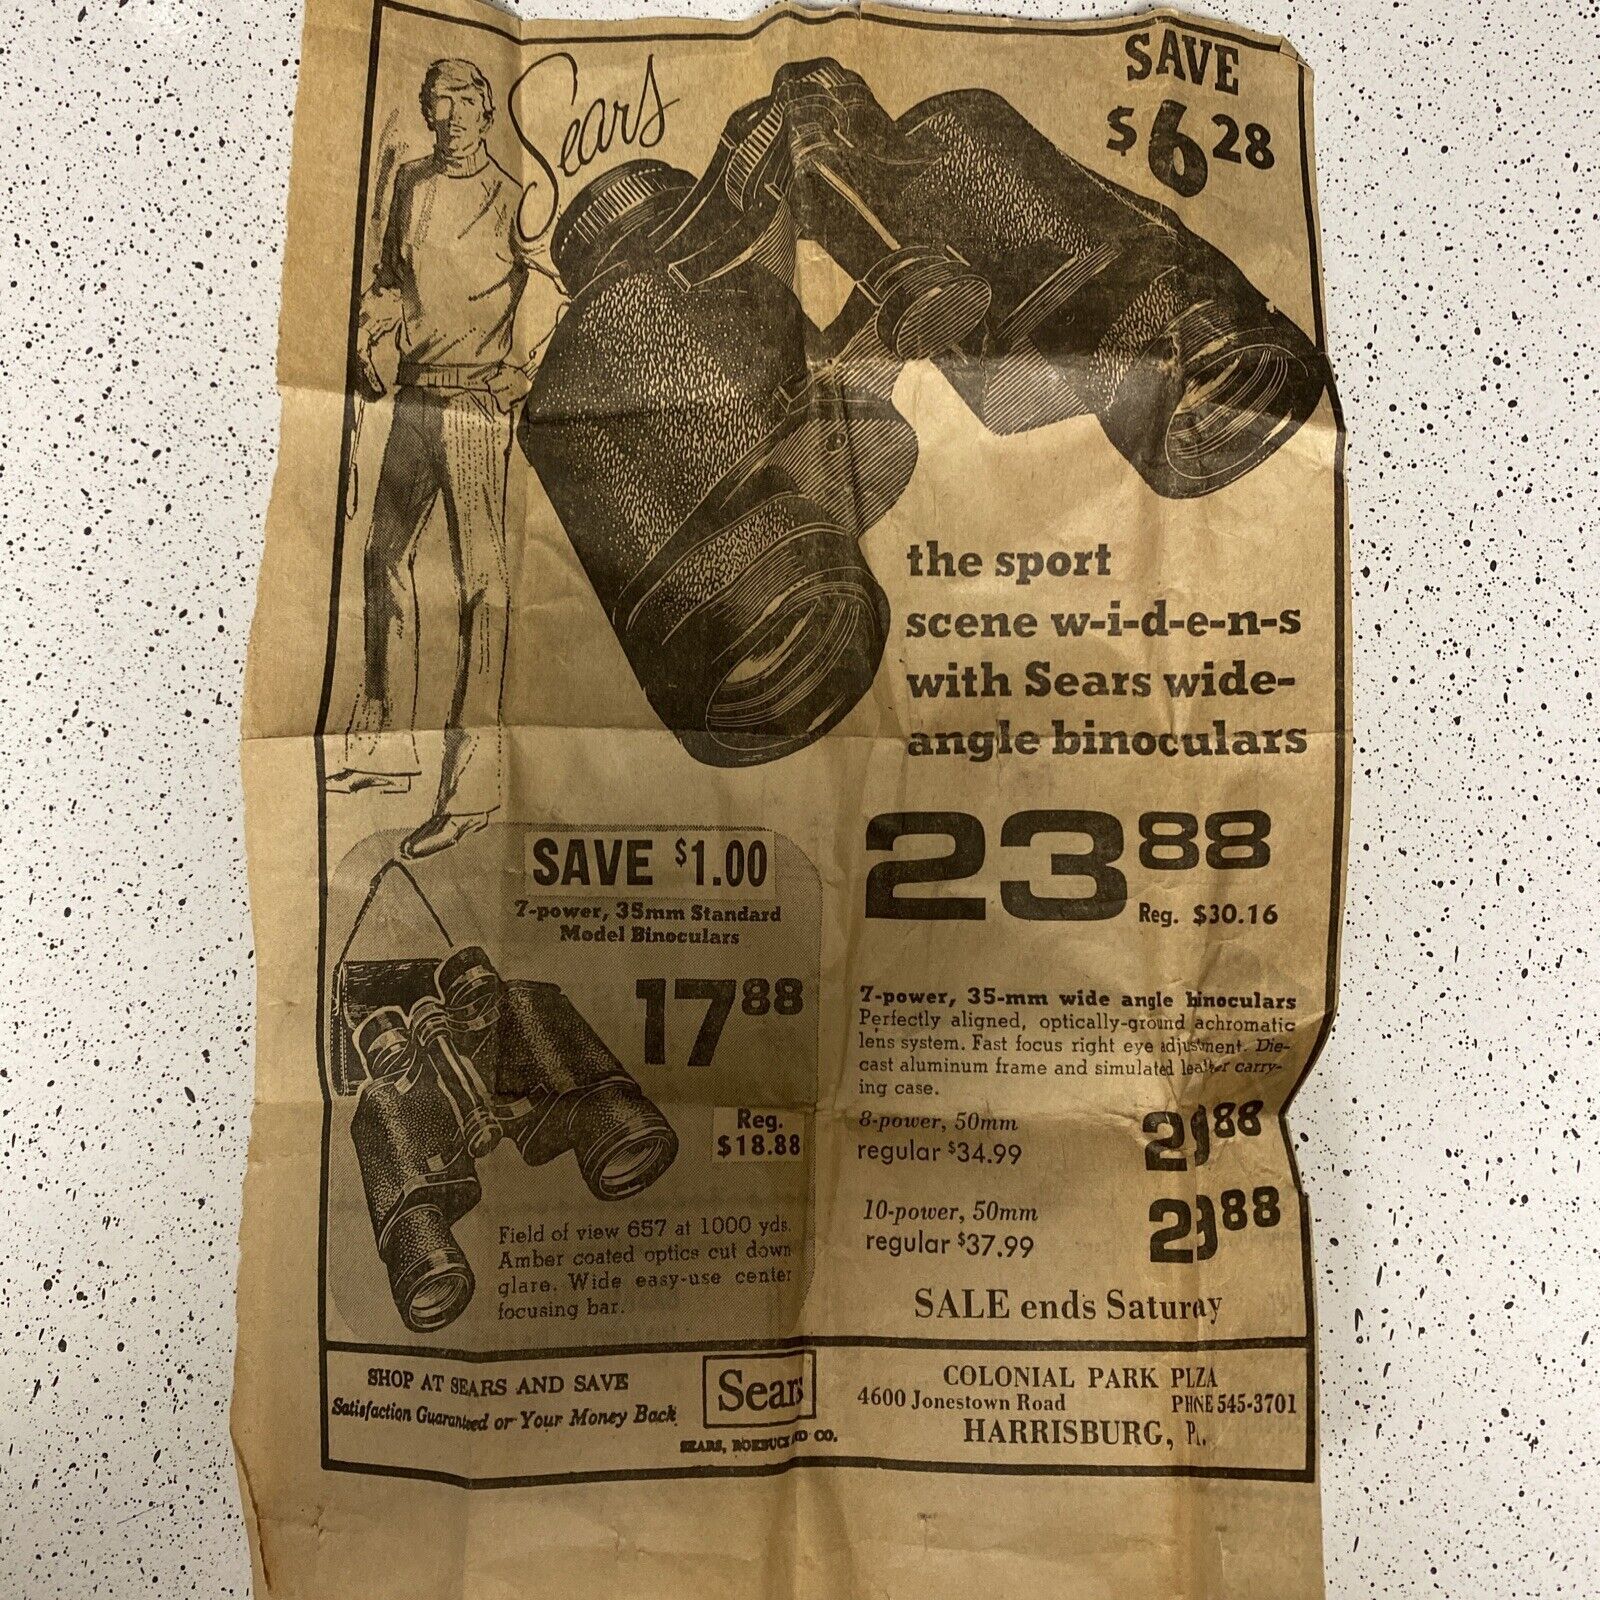 Sears
SAVE
$6 28
the sport
scene w-i-d-e-n-s
with Sears wide-
angle binoculars
23 88
Reg. $30.16
SAVE $1.00
7-power, 35mm Standard
Model Binoculars
17 88
Reg.
$18.88
Field of view 657 at 1000 yds.
Amber coated optics cut down
glare. Wide easy-use center
focusing bar.
7-power, 35-mm wide angle binoculars
Perfectly aligned, optically-ground achromatic
lens system. Fast focus right eye adjustment. Die-
cast aluminum frame and simulated leather carry-
ing case.
8-power, 50mm
regular $34.99
10-power, 50mm
regular $37.99
29 88
SALE ends Saturay
SHOP AT SEARS AND SAVE
Satisfaction Guaranteed or Your Money Back
Sears
SEARS, ROEBUCK AND CO.
COLONIAL PARK PLZA
4600 Jonestown Road PHNE 545-3701
HARRISBURG, P.